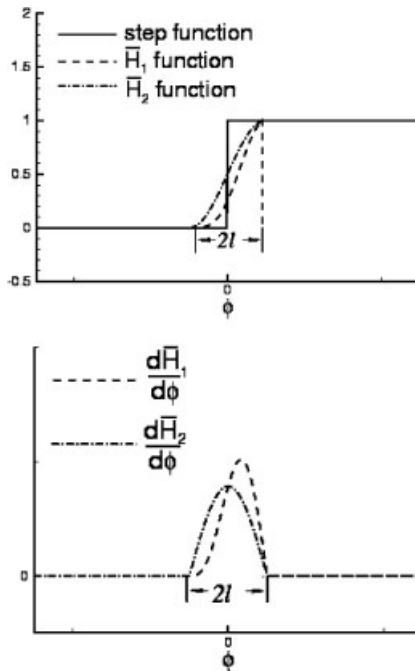 2
step function
H̅₁ function
1.5
H̅₂ function
1
0.5
0
2l
-0.5
0
ϕ
dH̅₁
dϕ
dH̅₂
dϕ
0
2l
0
ϕ